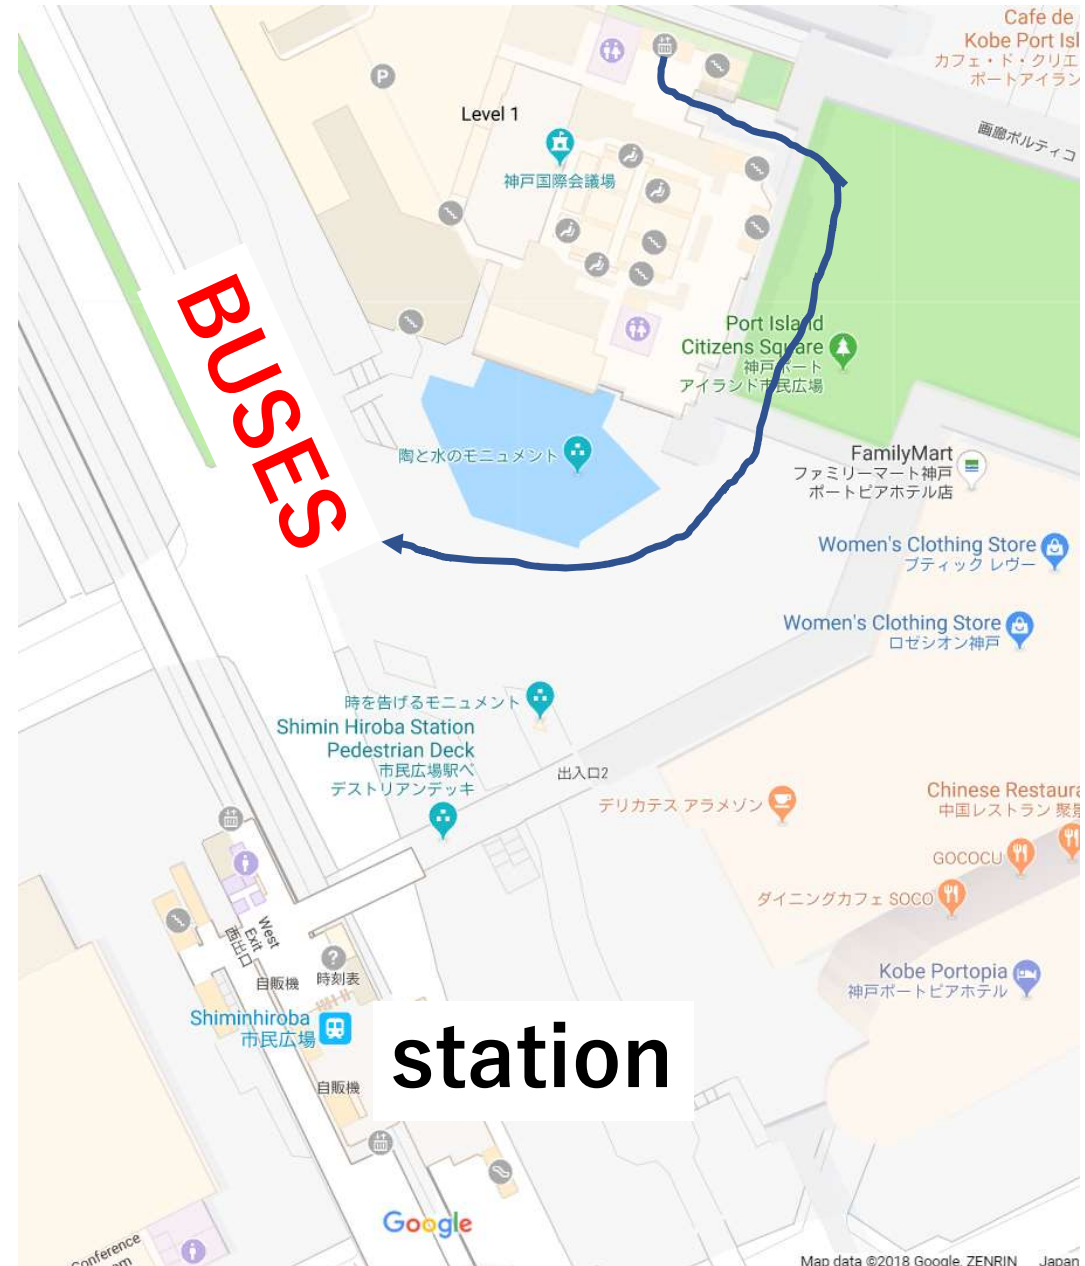 Cafe de
Kobe Port Isl
カフェ・ド・クリエ
ポートアイラン
画廊ポルティコ
P
Level 1
神戸国際会議場
BUSES
Port Island
Citizens Square
神戸ポート
アイランド市民広場
陶と水のモニュメント
FamilyMart
ファミリーマート神戸
ポートピアホテル店
Women's Clothing Store
ブティック レヴー
Women's Clothing Store
ロゼシオン神戸
時を告げるモニュメント
Shimin Hiroba Station
Pedestrian Deck
市民広場駅ペ
デストリアンデッキ
出入口2
デリカテス アラメゾン
Chinese Restaura
中国レストラン 聚景
GOCOCU
ダイニングカフェ SOCO
West
Exit
西出口
自販機
?
時刻表
Kobe Portopia
神戸ポートピアホテル
Shiminhiroba
市民広場
station
自販機
Google
Conference
om
Map data ©2018 Google, ZENRIN
Japan